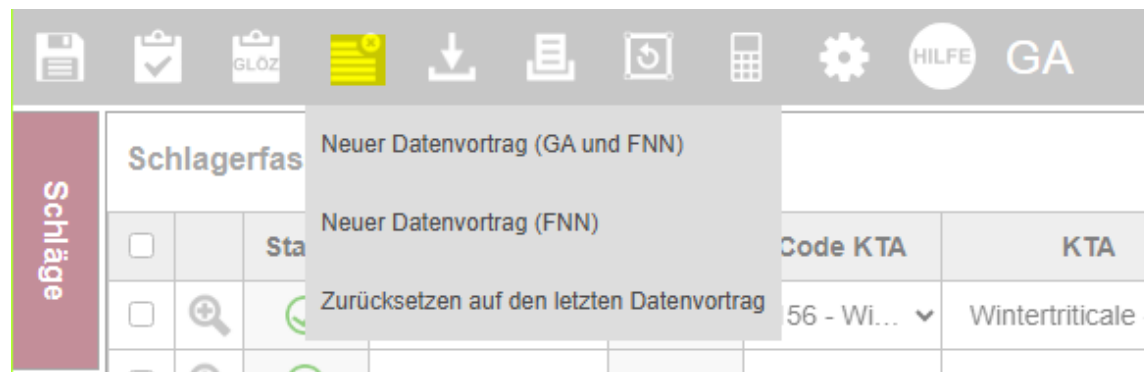 GLÖZ
HILFE
GA
Schläge
Schlagerfas
Neuer Datenvortrag (GA und FNN)
Neuer Datenvortrag (FNN)
Zurücksetzen auf den letzten Datenvortrag
Sta
Code KTA
KTA
156 - Wi...
Wintertriticale